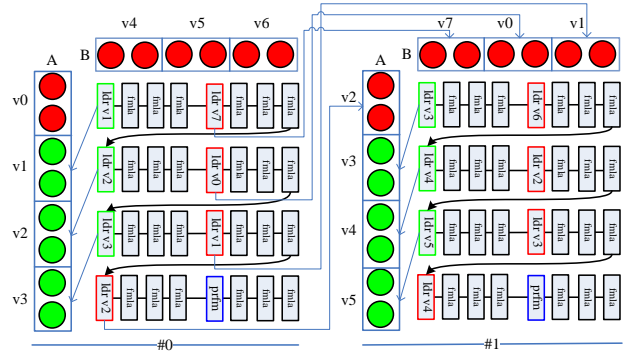 v4 v5 v6 v7 v0 v1
A B B A
v0 ldr v1 fmla fmla fmla ldr v7 fmla fmla fmla v2 ldr v3 fmla fmla fmla ldr v6 fmla fmla fmla
v1 ldr v2 fmla fmla fmla ldr v0 fmla fmla fmla v3 ldr v4 fmla fmla fmla ldr v2 fmla fmla fmla
v2 ldr v3 fmla fmla fmla ldr v1 fmla fmla fmla v4 ldr v5 fmla fmla fmla ldr v3 fmla fmla fmla
v3 ldr v2 fmla fmla fmla prfm fmla fmla fmla v5 ldr v4 fmla fmla fmla prfm fmla fmla fmla
#0 #1